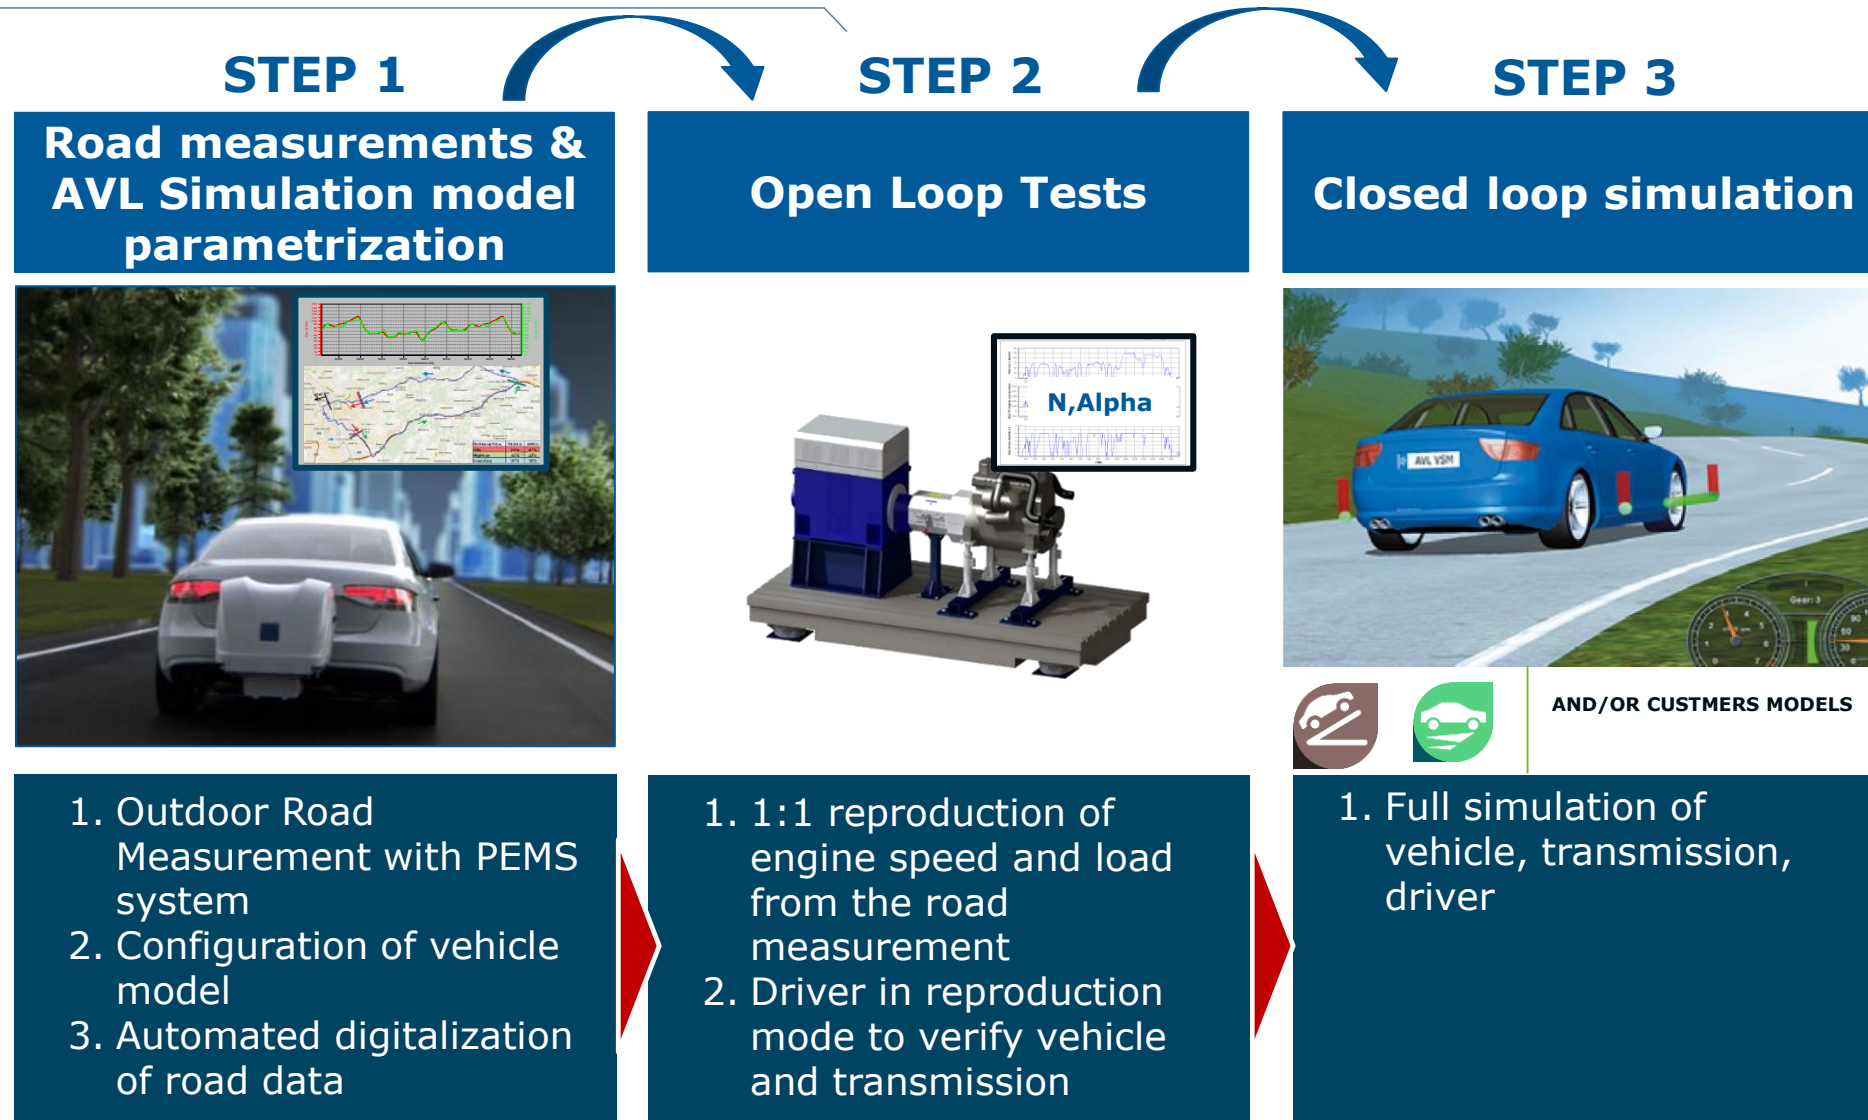 STEP 1
STEP 2
STEP 3
Road measurements &
AVL Simulation model
parametrization
Open Loop Tests
Closed loop simulation
N,Alpha
AVL VSM
Gear: 3
AND/OR CUSTMERS MODELS
1. Outdoor Road
Measurement with PEMS
system
2. Configuration of vehicle
model
3. Automated digitalization
of road data
1. 1:1 reproduction of
engine speed and load
from the road
measurement
2. Driver in reproduction
mode to verify vehicle
and transmission
1. Full simulation of
vehicle, transmission,
driver